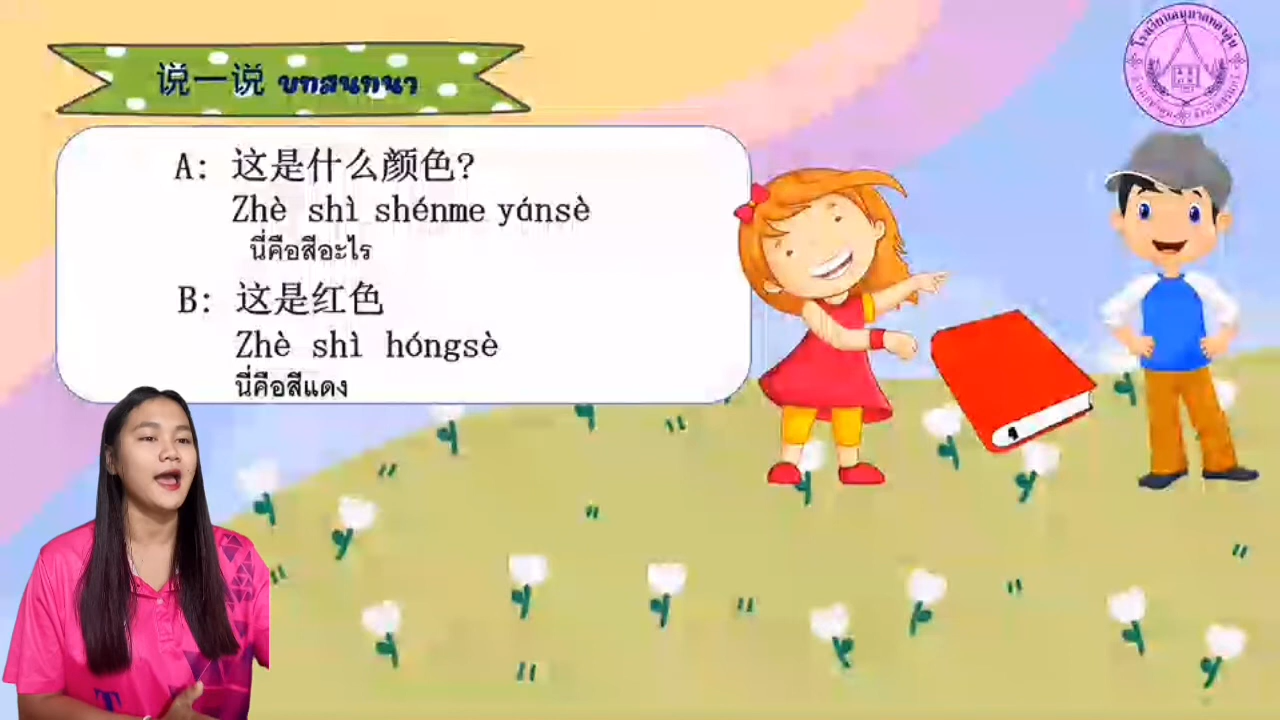 说一说 บทสนทนา
A: 这是什么颜色?
Zhè shì shénme yánsè
นี่คือสีอะไร
B: 这是红色
Zhè shì hóngsè
นี่คือสีแดง